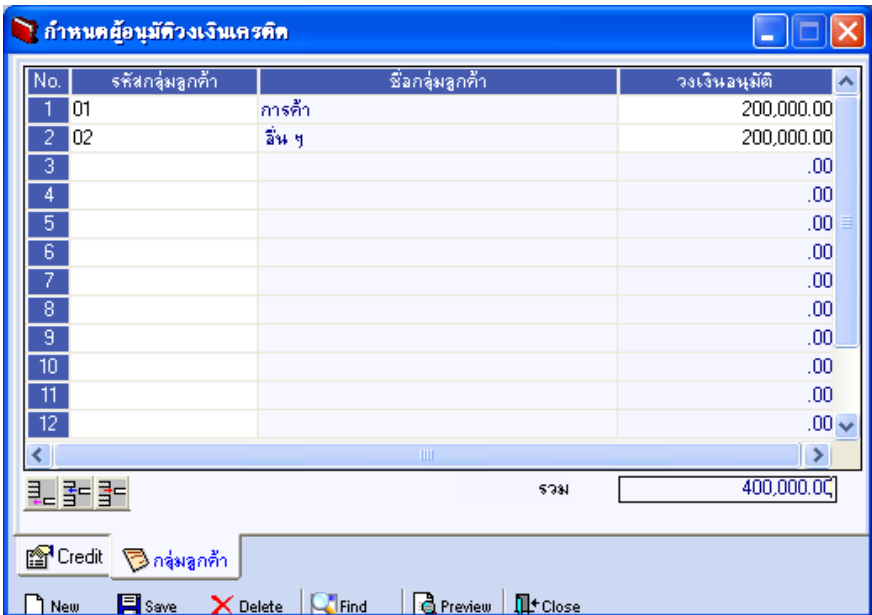 กำหนดผู้อนุมัติวงเงินเครดิต
No. รหัสกลุ่มลูกค้า ชื่อกลุ่มลูกค้า วงเงินอนุมัติ
1 01 การค้า 200,000.00
2 02 อื่น ๆ 200,000.00
3 .00
4 .00
5 .00
6 .00
7 .00
8 .00
9 .00
10 .00
11 .00
12 .00
รวม 400,000.00
Credit กลุ่มลูกค้า
New Save Delete Find Preview Close